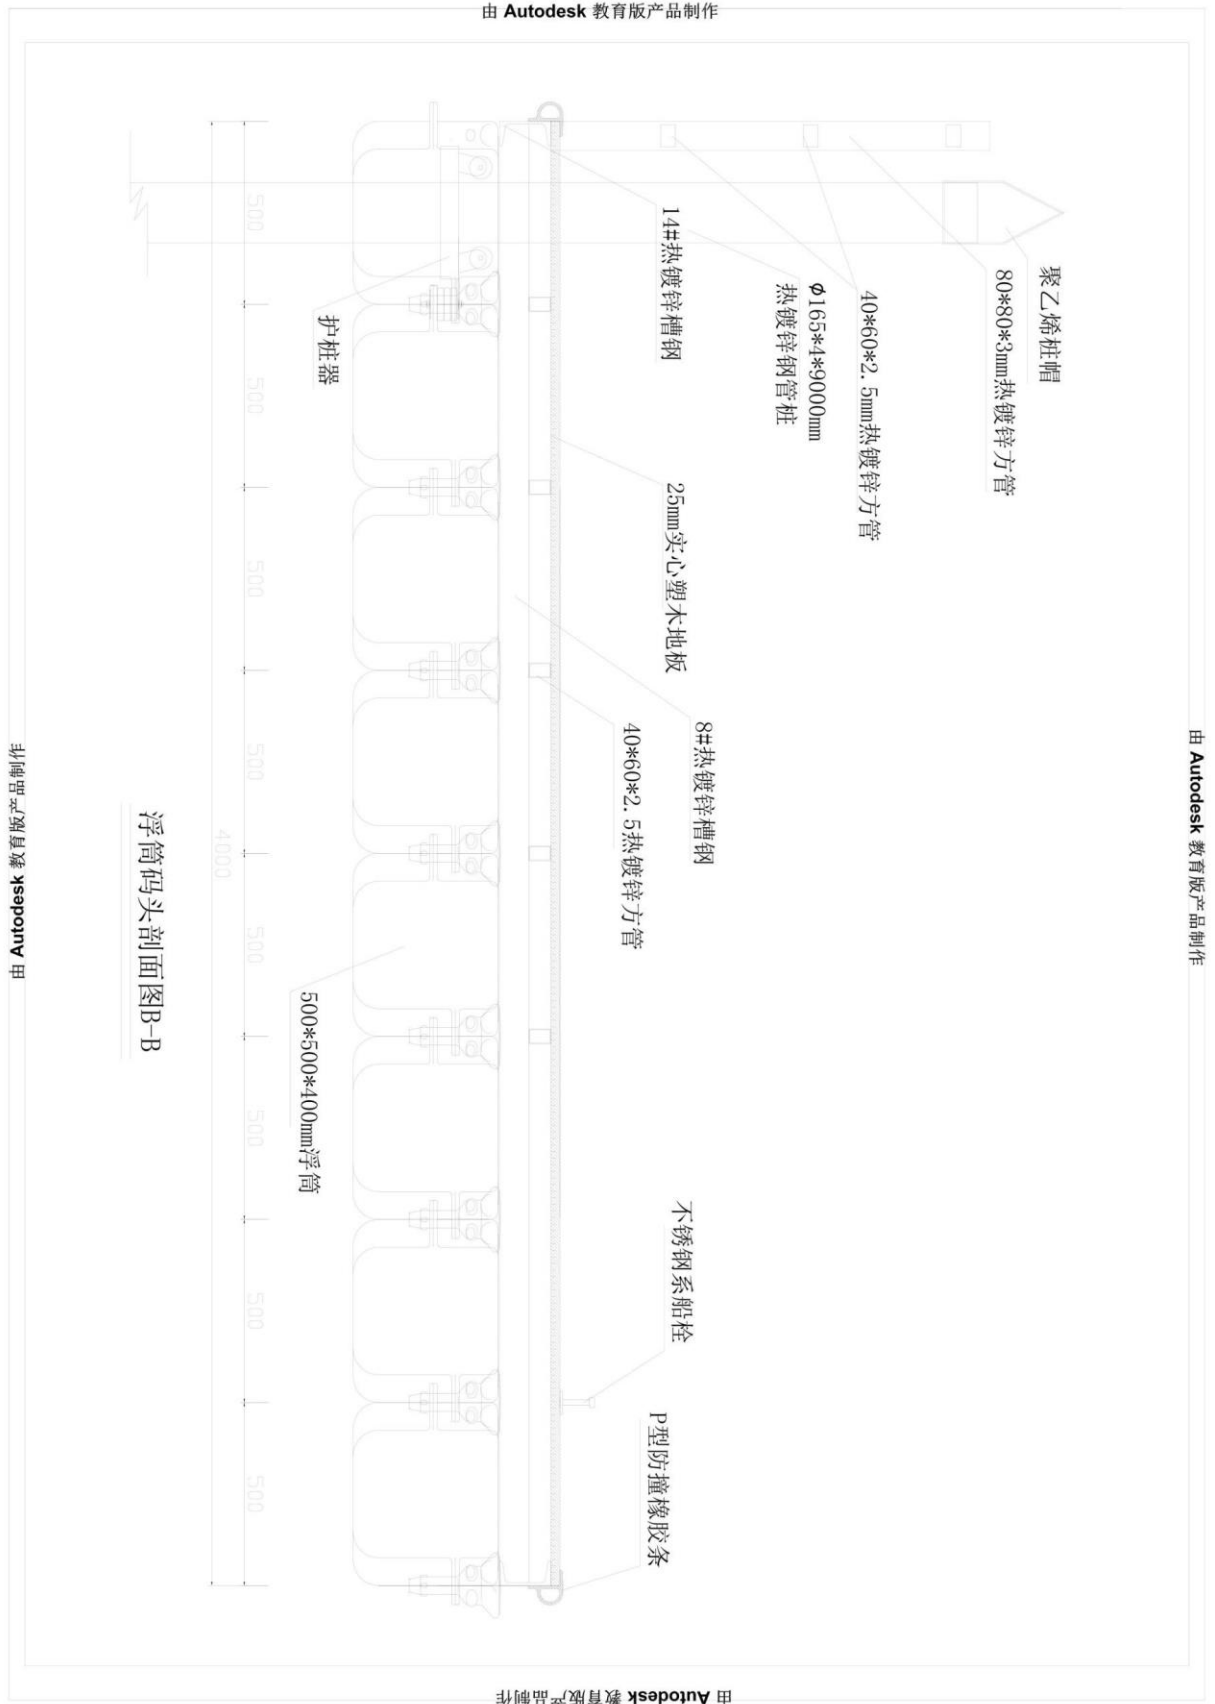 由 Autodesk 教育版产品制作
由 Autodesk 教育版产品制作
聚乙烯桩帽
80*80*3mm热镀锌方管
40*60*2.5mm热镀锌方管
Φ165*4*9000mm
热镀锌钢管桩
14#热镀锌槽钢
25mm实心塑木地板
8#热镀锌槽钢
40*60*2.5热镀锌方管
不锈钢系船栓
P型防撞橡胶条
护桩器
500*500*400mm浮筒
500
500
500
500
500
500
500
500
4000
浮筒码头剖面图B-B
由 Autodesk 教育版产品制作
由 Autodesk 教育版产品制作